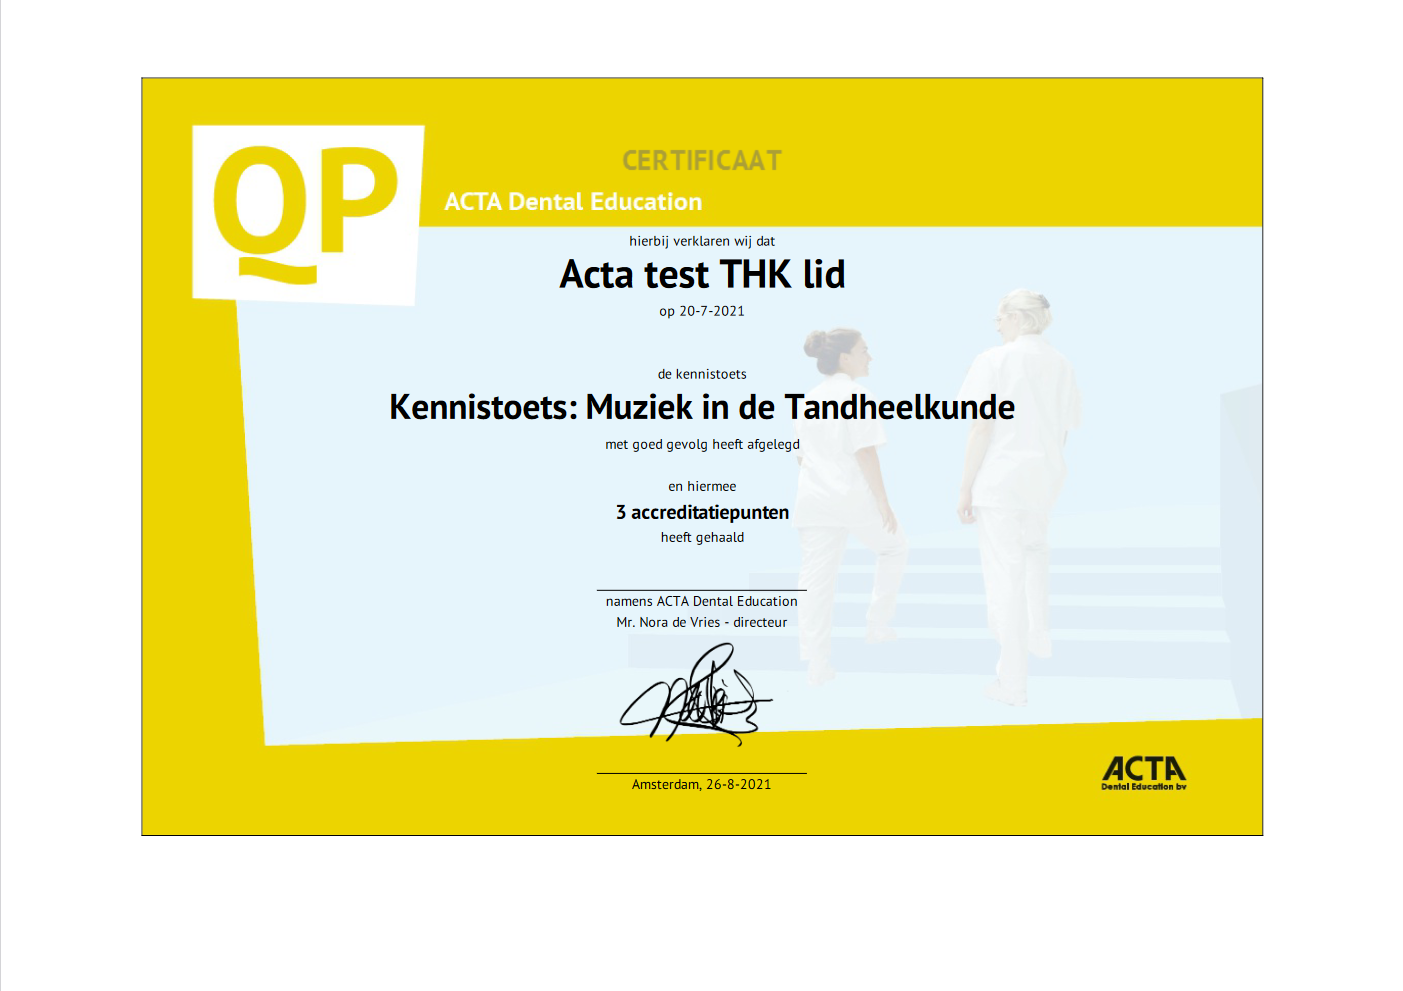 QP
CERTIFICAAT
ACTA Dental Education
hierbij verklaren wij dat
Acta test THK lid
op 20-7-2021
de kennistoets
Kennistoets: Muziek in de Tandheelkunde
met goed gevolg heeft afgelegd
en hiermee
3 accreditatiepunten
heeft gehaald
namens ACTA Dental Education
Mr. Nora de Vries - directeur
Amsterdam, 26-8-2021
ACTA
Dental Education bv